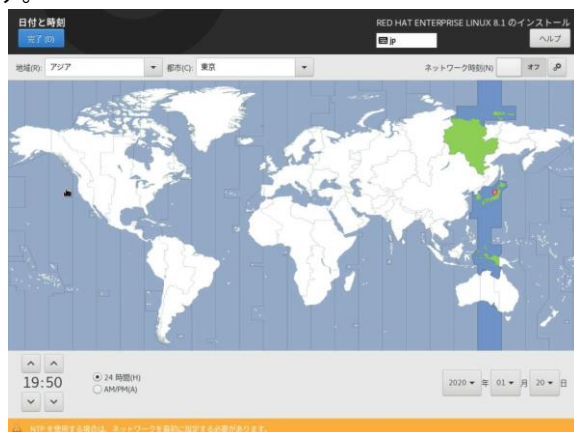 す。
日付と時刻
RED HAT ENTERPRISE LINUX 8.1 のインストール
完了(D)
jp
ヘルプ
地域(R): アジア 都市(C): 東京 ネットワーク時刻(N) オフ
19:50
24 時間(H)
AM/PM(A)
2020 年 01 月 20 日
NTP を使用する場合は、ネットワークを最初に設定する必要があります。